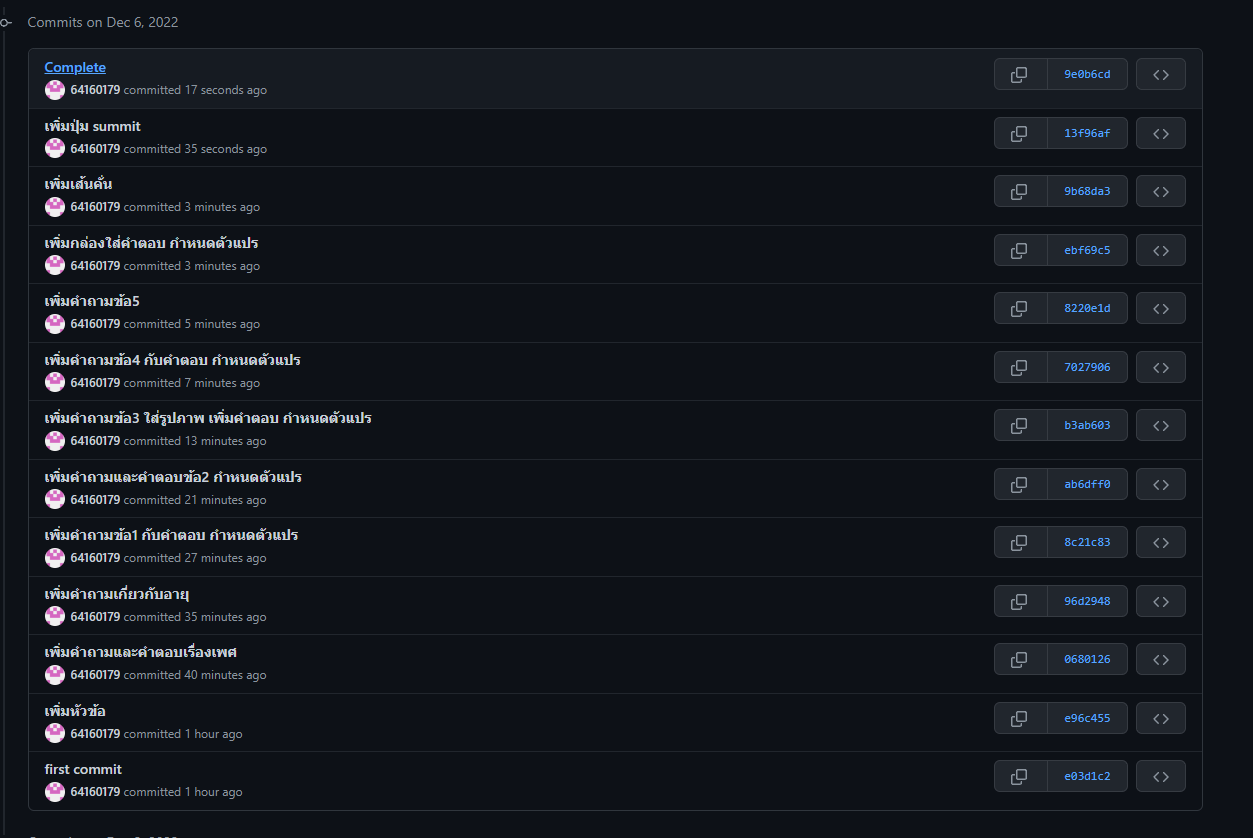 Commits on Dec 6, 2022
Complete
64160179 committed 17 seconds ago
9e0b6cd
เพิ่มปุ่ม summit
64160179 committed 35 seconds ago
13f96af
เพิ่มเส้นคั่น
64160179 committed 3 minutes ago
9b68da3
เพิ่มกล่องใส่คำตอบ กำหนดตัวแปร
64160179 committed 3 minutes ago
ebf69c5
เพิ่มคำถามข้อ5
64160179 committed 5 minutes ago
8220e1d
เพิ่มคำถามข้อ4 กับคำตอบ กำหนดตัวแปร
64160179 committed 7 minutes ago
7027906
เพิ่มคำถามข้อ3 ใส่รูปภาพ เพิ่มคำตอบ กำหนดตัวแปร
64160179 committed 13 minutes ago
b3ab603
เพิ่มคำถามและคำตอบข้อ2 กำหนดตัวแปร
64160179 committed 21 minutes ago
ab6dff0
เพิ่มคำถามข้อ1 กับคำตอบ กำหนดตัวแปร
64160179 committed 27 minutes ago
8c21c83
เพิ่มคำถามเกี่ยวกับอายุ
64160179 committed 35 minutes ago
96d2948
เพิ่มคำถามและคำตอบเรื่องเพศ
64160179 committed 40 minutes ago
0680126
เพิ่มหัวข้อ
64160179 committed 1 hour ago
e96c455
first commit
64160179 committed 1 hour ago
e03d1c2